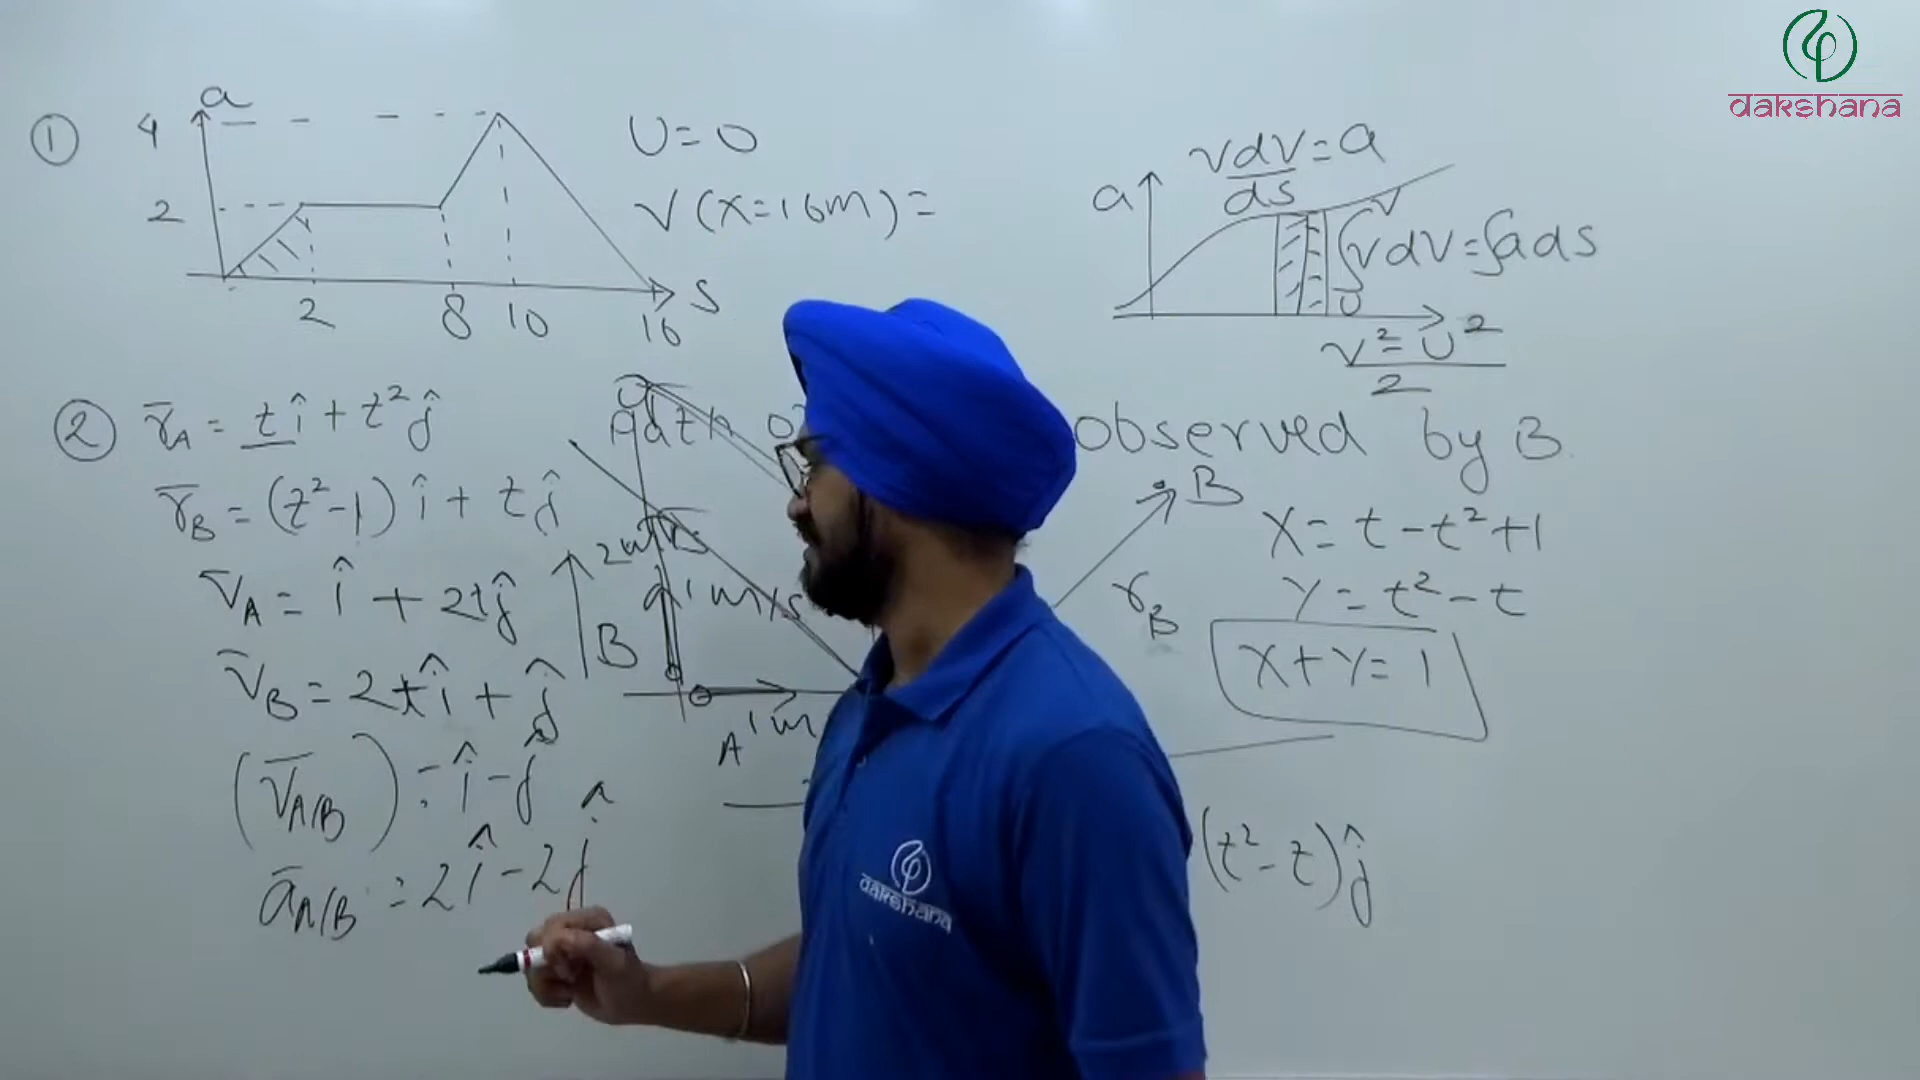 dakshana
① a
4
2
2 8 10 16 S
U = 0
V(x=16m) =
vdv/ds = a
a
∫vdv = ∫ads
v² = U²
2
② r̄A = tî + t²ĵ
r̄B = (t²-1)î + tĵ
v̄A = î + 2tĵ
v̄B = 2tî + ĵ
(v̄A/B) = î - ĵ
āA/B = 2î - 2ĵ
path observed by B
B
rB
2m/s
1m/s
B
A 1m
x = t - t² + 1
y = t² - t
x + y = 1
(t² - t)ĵ
dakshana